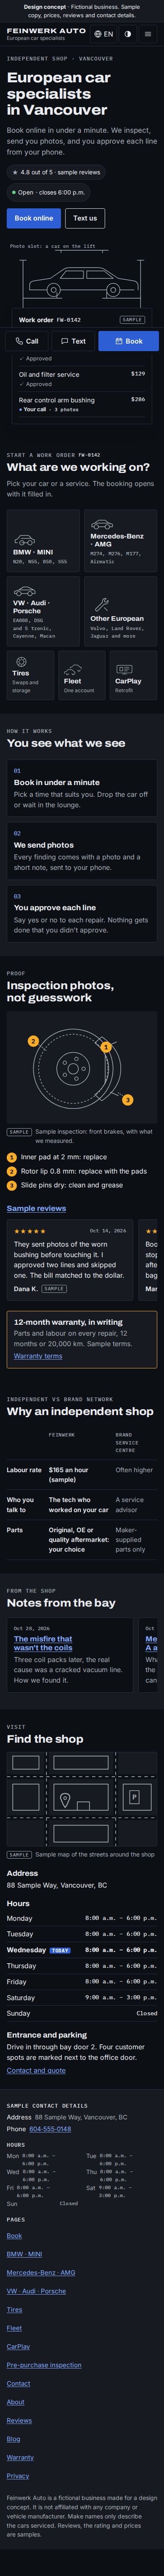 Design concept · Fictional business. Sample
copy, prices, reviews and contact details.
FEINWERK AUTO
European car specialists
EN
INDEPENDENT SHOP · VANCOUVER
European car
specialists
in Vancouver
Book online in under a minute. We inspect,
send you photos, and you approve each line
from your phone.
★ 4.8 out of 5 · sample reviews
Open · closes 6:00 p.m.
Book online
Text us
Photo slot: a car on the lift
Work order FW-0142
SAMPLE
Call
Text
Book
✓ Approved
Oil and filter service $129
✓ Approved
Rear control arm bushing $286
Your call · 3 photos
START A WORK ORDER FW-0142
What are we working on?
Pick your car or a service. The booking opens
with it filled in.
BMW · MINI
N20, N55, B58, S55
Mercedes-Benz
· AMG
M274, M276, M177,
Airmatic
VW · Audi ·
Porsche
EA888, DSG
and S tronic,
Cayenne, Macan
Other European
Volvo, Land Rover,
Jaguar and more
Tires
Swaps and
storage
Fleet
One account
CarPlay
Retrofit
HOW IT WORKS
You see what we see
01
Book in under a minute
Pick a time that suits you. Drop the car off
or wait in the lounge.
02
We send photos
Every finding comes with a photo and a
short note, sent to your phone.
03
You approve each line
Say yes or no to each repair. Nothing gets
done that you didn't approve.
PROOF
Inspection photos,
not guesswork
2
1
3
SAMPLE
Sample inspection: front brakes, with what
we measured.
1 Inner pad at 2 mm: replace
2 Rotor lip 0.8 mm: replace with the pads
3 Slide pins dry: clean and grease
Sample reviews
★★★★★ Oct 14, 2026
They sent photos of the worn
bushing before touching it. I
approved two lines and skipped
one. The bill matched to the dollar.
Dana K. SAMPLE
12-month warranty, in writing
Parts and labour on every repair, 12
months or 20,000 km. Sample terms.
Warranty terms
INDEPENDENT VS BRAND NETWORK
Why an independent shop
FEINWERK
BRAND
SERVICE
CENTRE
Labour rate
$165 an hour
(sample)
Often higher
Who you
talk to
The tech who
worked on your car
A service
advisor
Parts
Original, OE or
quality aftermarket:
your choice
Maker-
supplied
parts only
FROM THE SHOP
Notes from the bay
Oct 28, 2026
The misfire that
wasn't the coils
Three coil packs later, the real
cause was a cracked vacuum line.
How we found it.
VISIT
Find the shop
P
SAMPLE
Sample map of the streets around the shop
Address
88 Sample Way, Vancouver, BC
Hours
Monday 8:00 a.m. – 6:00 p.m.
Tuesday 8:00 a.m. – 6:00 p.m.
Wednesday TODAY 8:00 a.m. – 6:00 p.m.
Thursday 8:00 a.m. – 6:00 p.m.
Friday 8:00 a.m. – 6:00 p.m.
Saturday 9:00 a.m. – 3:00 p.m.
Sunday Closed
Entrance and parking
Drive in through bay door 2. Four customer
spots are marked next to the office door.
Contact and quote
SAMPLE CONTACT DETAILS
Address 88 Sample Way, Vancouver, BC
Phone 604-555-0148
HOURS
Mon 8:00 a.m. –
6:00 p.m.
Tue 8:00 a.m. –
6:00 p.m.
Wed 8:00 a.m. –
6:00 p.m.
Thu 8:00 a.m. –
6:00 p.m.
Fri 8:00 a.m. –
6:00 p.m.
Sat 9:00 a.m. –
3:00 p.m.
Sun Closed
PAGES
Book
BMW · MINI
Mercedes-Benz · AMG
VW · Audi · Porsche
Tires
Fleet
CarPlay
Pre-purchase inspection
Contact
About
Reviews
Blog
Warranty
Privacy
Feinwerk Auto is a fictional business made for a design
concept. It is not affiliated with any company or
vehicle manufacturer. Make names only describe
the cars serviced. Reviews, the rating and prices
are samples.